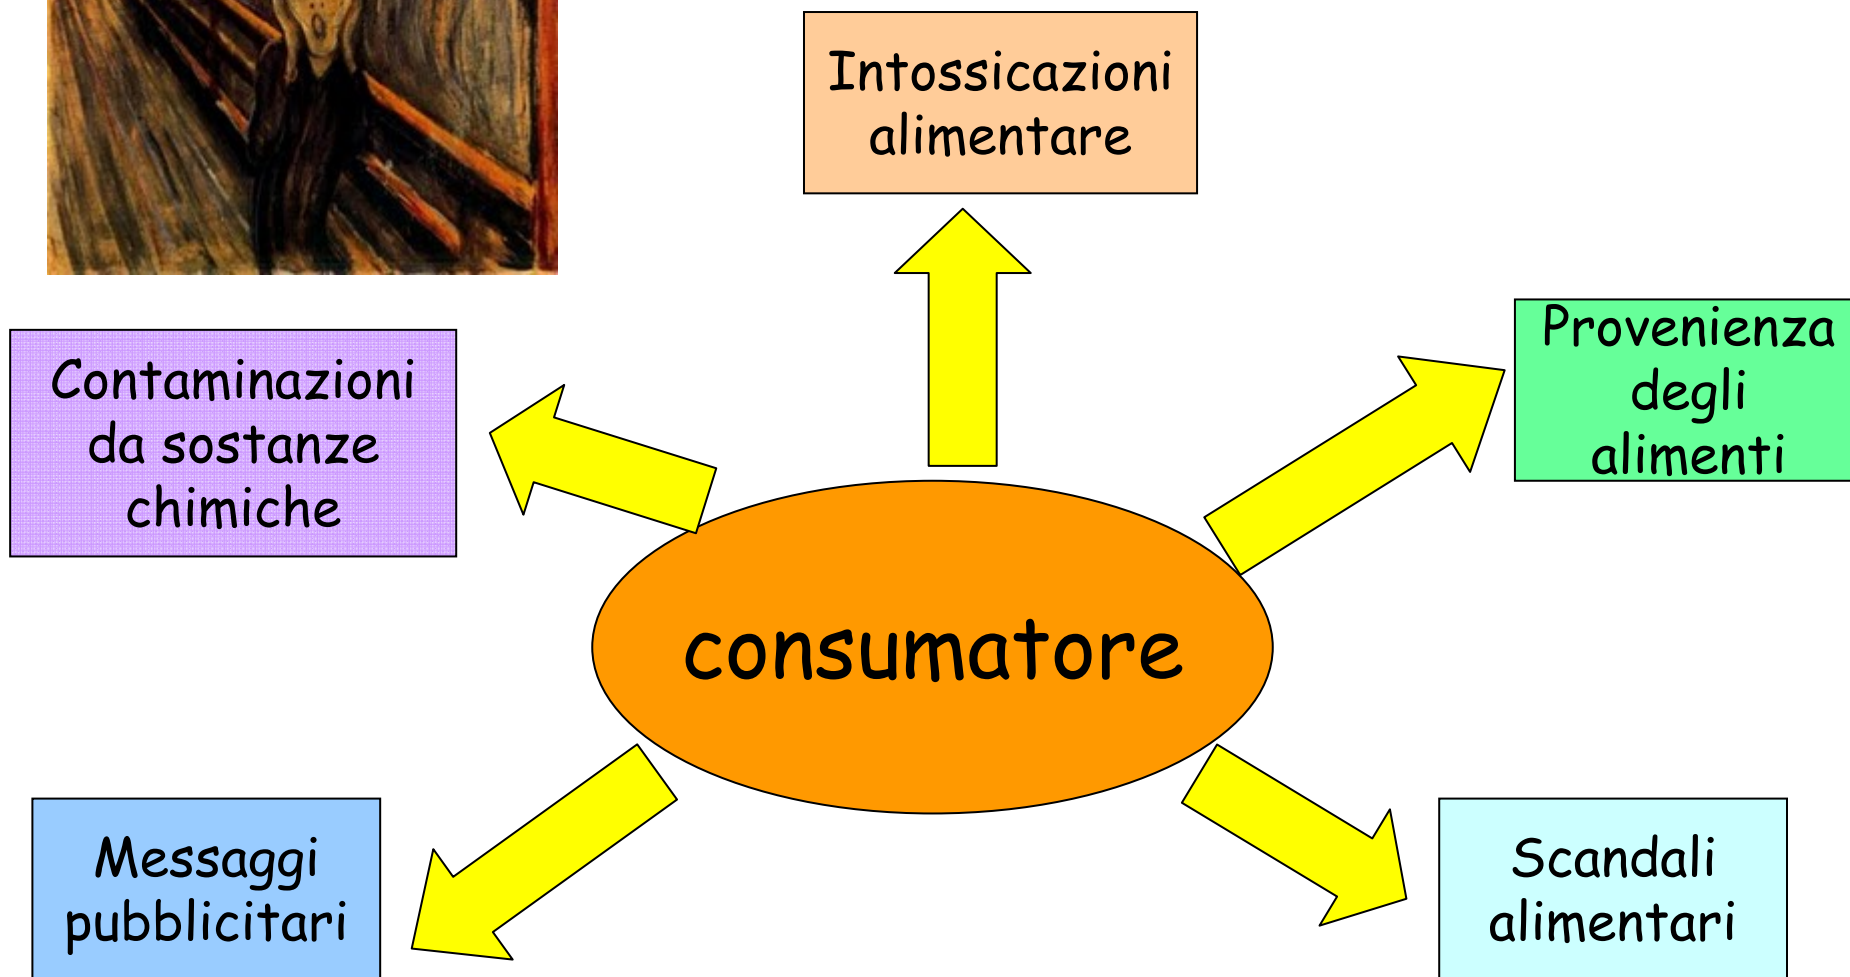 Intossicazioni
alimentare
Provenienza
degli
alimenti
Contaminazioni
da sostanze
chimiche
consumatore
Messaggi
pubblicitari
Scandali
alimentari